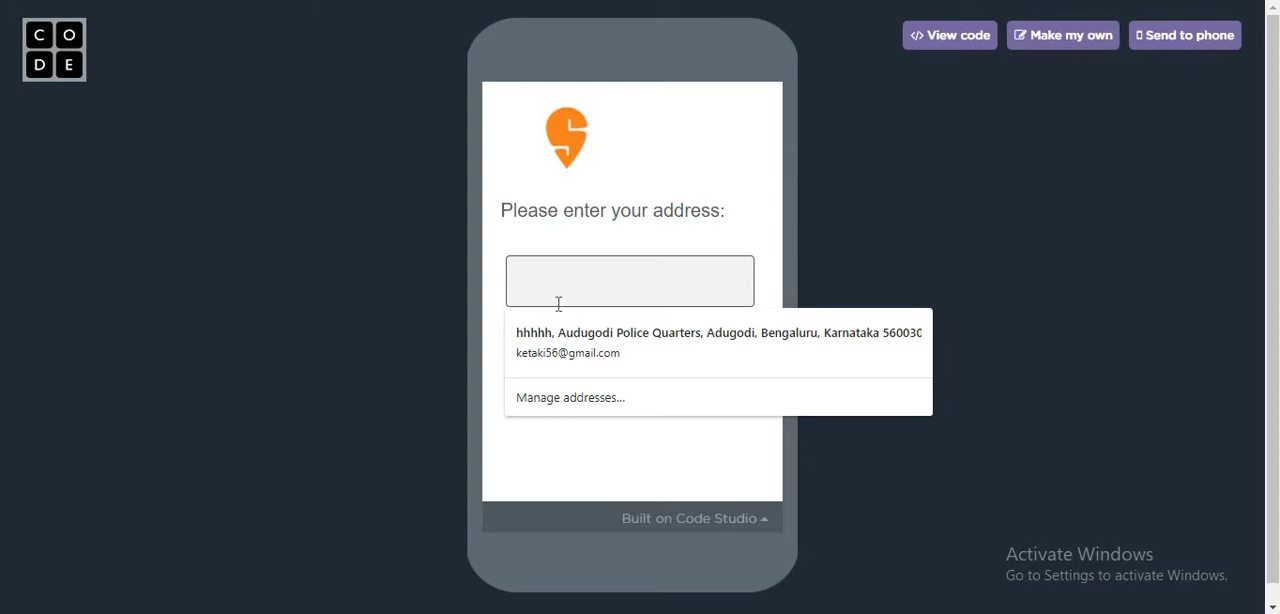 C O
D E
</> View code
Make my own
Send to phone
Please enter your address:
hhhhh, Audugodi Police Quarters, Adugodi, Bengaluru, Karnataka 560030
ketaki56@gmail.com
Manage addresses...
Built on Code Studio
Activate Windows
Go to Settings to activate Windows.